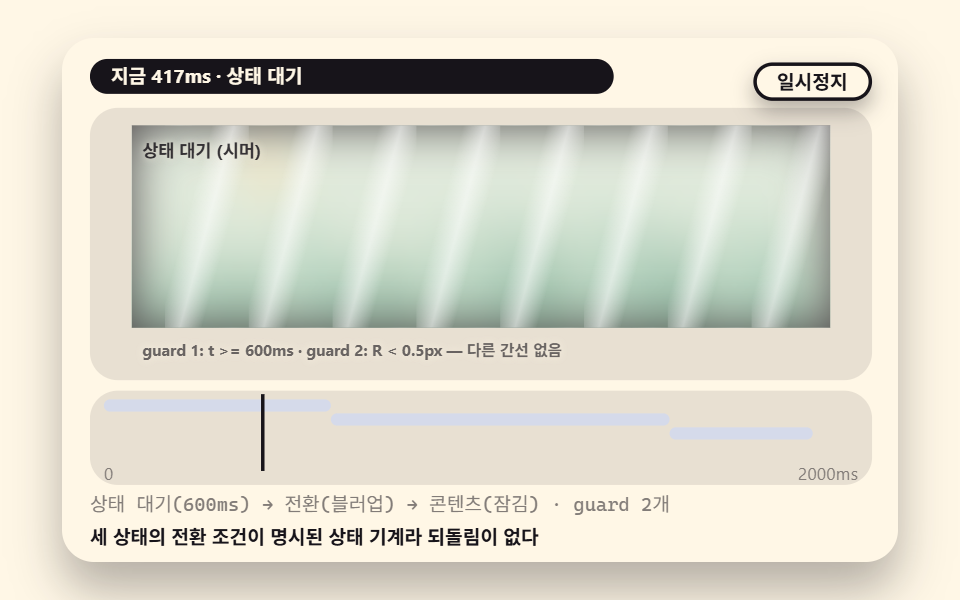 지금 417ms · 상태 대기
일시정지
상태 대기 (시머)
guard 1: t >= 600ms · guard 2: R < 0.5px — 다른 간선 없음
0
2000ms
상태 대기(600ms) → 전환(블러업) → 콘텐츠(잠김) · guard 2개
세 상태의 전환 조건이 명시된 상태 기계라 되돌림이 없다